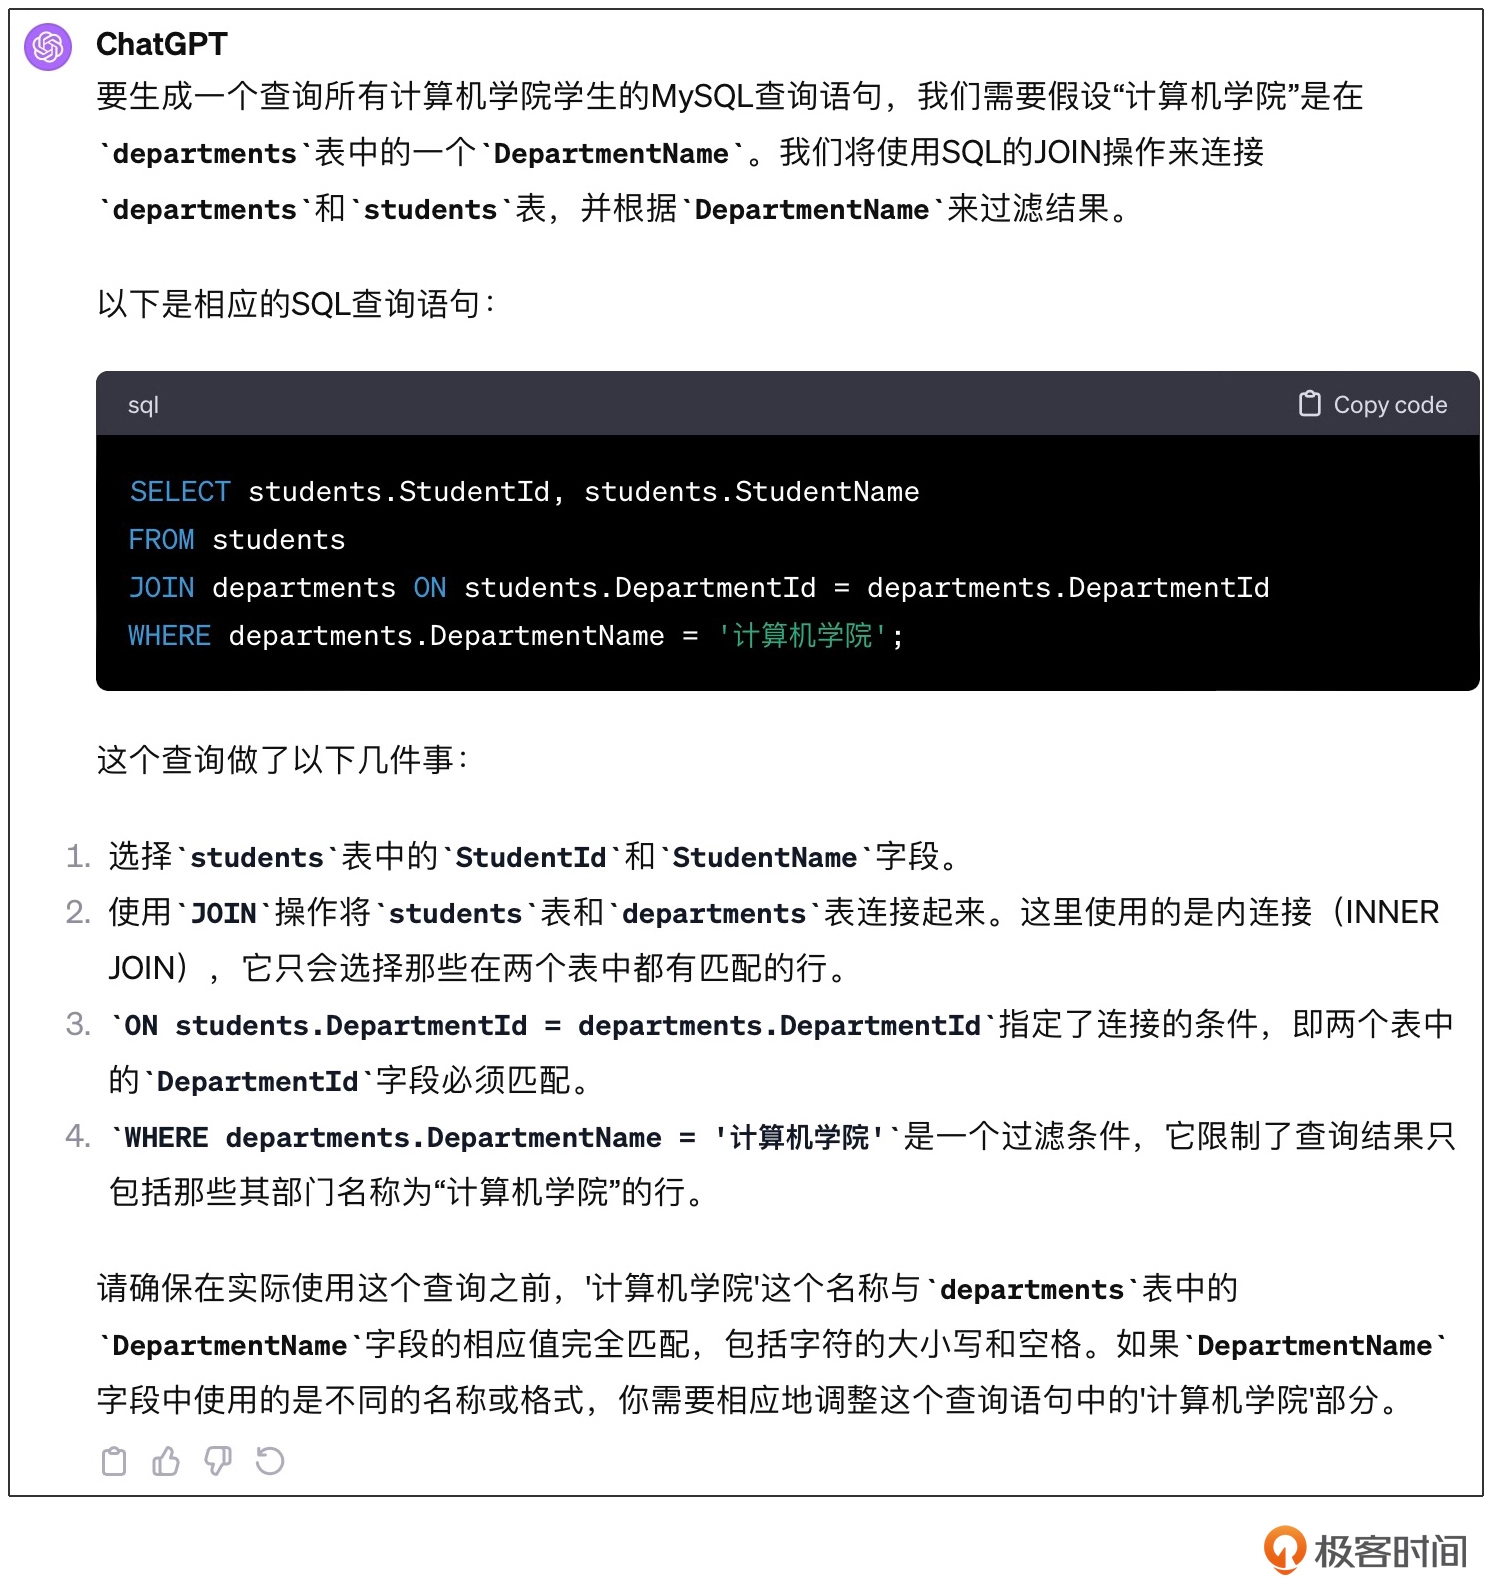 ChatGPT
要生成一个查询所有计算机学院学生的MySQL查询语句，我们需要假设“计算机学院”是在
`departments`表中的一个`DepartmentName`。我们将使用SQL的JOIN操作来连接
`departments`和`students`表，并根据`DepartmentName`来过滤结果。
以下是相应的SQL查询语句：
sql
Copy code
SELECT students.StudentId, students.StudentName
FROM students
JOIN departments ON students.DepartmentId = departments.DepartmentId
WHERE departments.DepartmentName = '计算机学院';
这个查询做了以下几件事：
1. 选择`students`表中的`StudentId`和`StudentName`字段。
2. 使用`JOIN`操作将`students`表和`departments`表连接起来。这里使用的是内连接（INNER
JOIN），它只会选择那些在两个表中都有匹配的行。
3. `ON students.DepartmentId = departments.DepartmentId`指定了连接的条件，即两个表中
的`DepartmentId`字段必须匹配。
4. `WHERE departments.DepartmentName = '计算机学院'`是一个过滤条件，它限制了查询结果只
包括那些其部门名称为“计算机学院”的行。
请确保在实际使用这个查询之前，'计算机学院'这个名称与`departments`表中的
`DepartmentName`字段的相应值完全匹配，包括字符的大小写和空格。如果`DepartmentName`
字段中使用的是不同的名称或格式，你需要相应地调整这个查询语句中的'计算机学院'部分。
极客时间